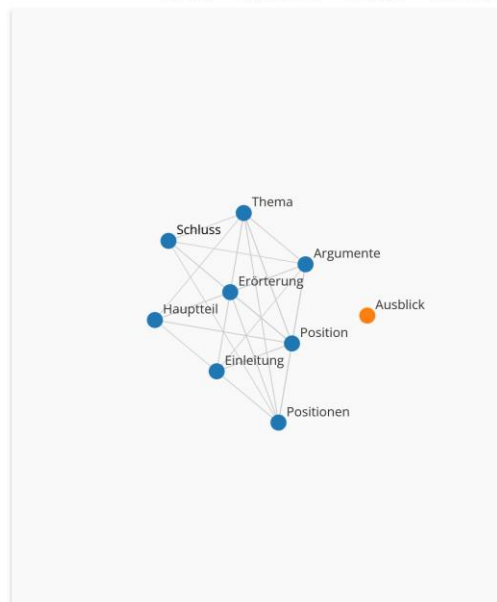 Thema
Schluss
Argumente
Erörterung
Ausblick
Hauptteil
Position
Einleitung
Positionen